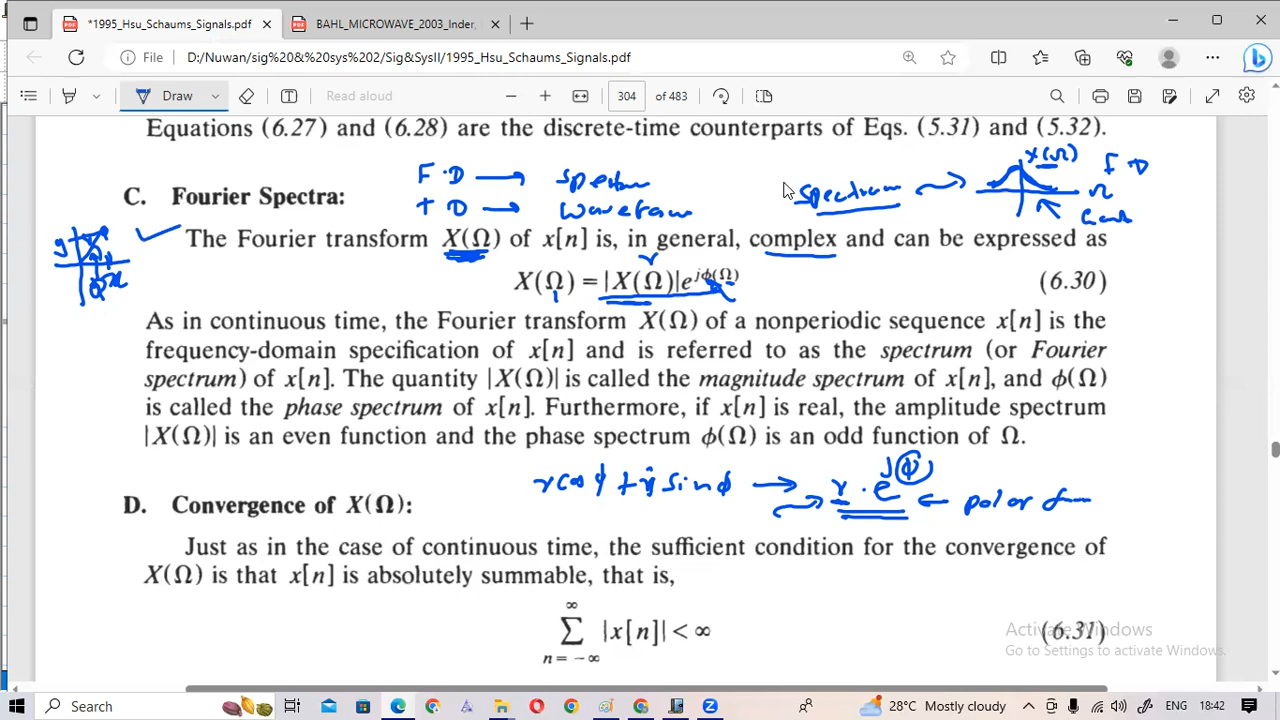 *1995_Hsu_Schaums_Signals.pdf
BAHL_MICROWAVE_2003_Inder,
File
D:/Nuwan/sig%20&%20sys%202/Sig&SysII/1995_Hsu_Schaums_Signals.pdf
Draw
Read aloud
304 of 483
Equations (6.27) and (6.28) are the discrete-time counterparts of Eqs. (5.31) and (5.32).
F.D → 
T D → Waveform
spectrum
X(Ω)
F.D
Ω
C. Fourier Spectra:
The Fourier transform X(Ω) of x[n] is, in general, complex and can be expressed as
X(Ω) = |X(Ω)|e^{jϕ(Ω)} (6.30)
As in continuous time, the Fourier transform X(Ω) of a nonperiodic sequence x[n] is the
frequency-domain specification of x[n] and is referred to as the spectrum (or Fourier
spectrum) of x[n]. The quantity |X(Ω)| is called the magnitude spectrum of x[n], and ϕ(Ω)
is called the phase spectrum of x[n]. Furthermore, if x[n] is real, the amplitude spectrum
|X(Ω)| is an even function and the phase spectrum ϕ(Ω) is an odd function of Ω.
r cos ϕ + j sin ϕ → r · e^{jϕ} ← polar
D. Convergence of X(Ω):
Just as in the case of continuous time, the sufficient condition for the convergence of
X(Ω) is that x[n] is absolutely summable, that is,
∞
∑ |x[n]| < ∞ (6.31)
n = −∞
Activate Windows
Go to Settings to activate Windows.
Search
28°C Mostly cloudy
ENG
18:42